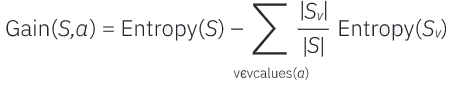 Gain(S,a) = Entropy(S) − ∑ |Sv| / |S| Entropy(Sv)
vϵvcalues(a)